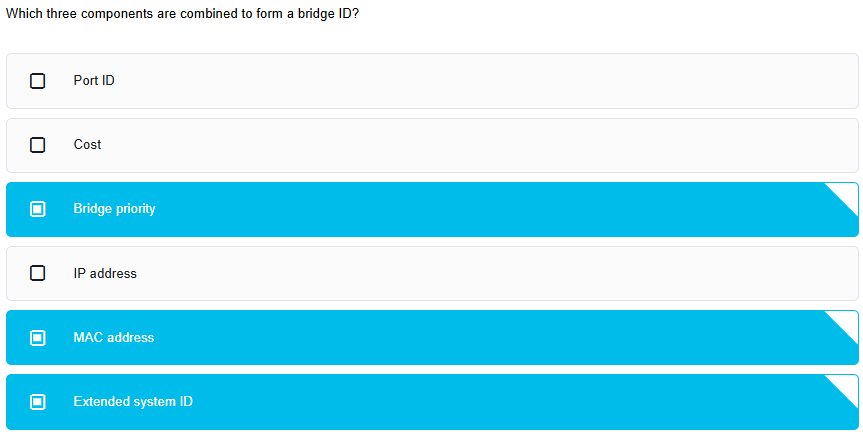 Which three components are combined to form a bridge ID?
Port ID
Cost
Bridge priority
IP address
MAC address
Extended system ID